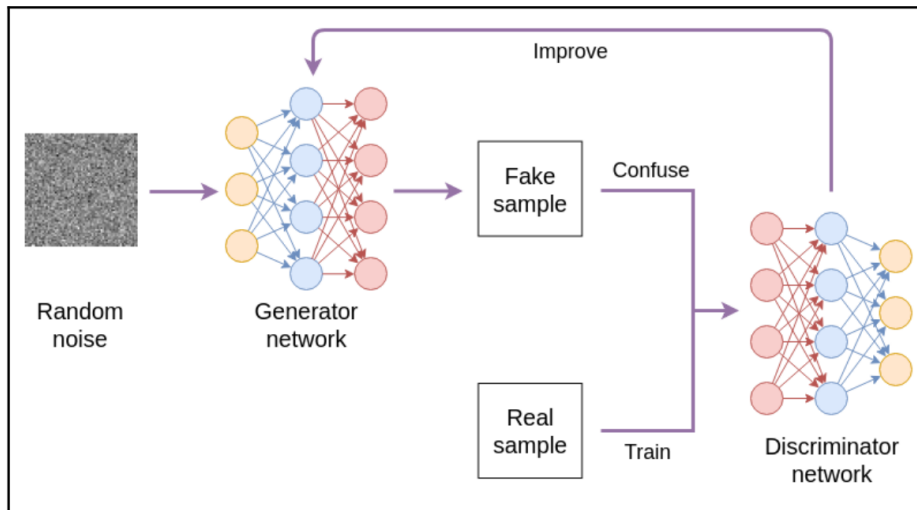 Improve
Random
noise
Generator
network
Fake
sample
Confuse
Real
sample
Train
Discriminator
network